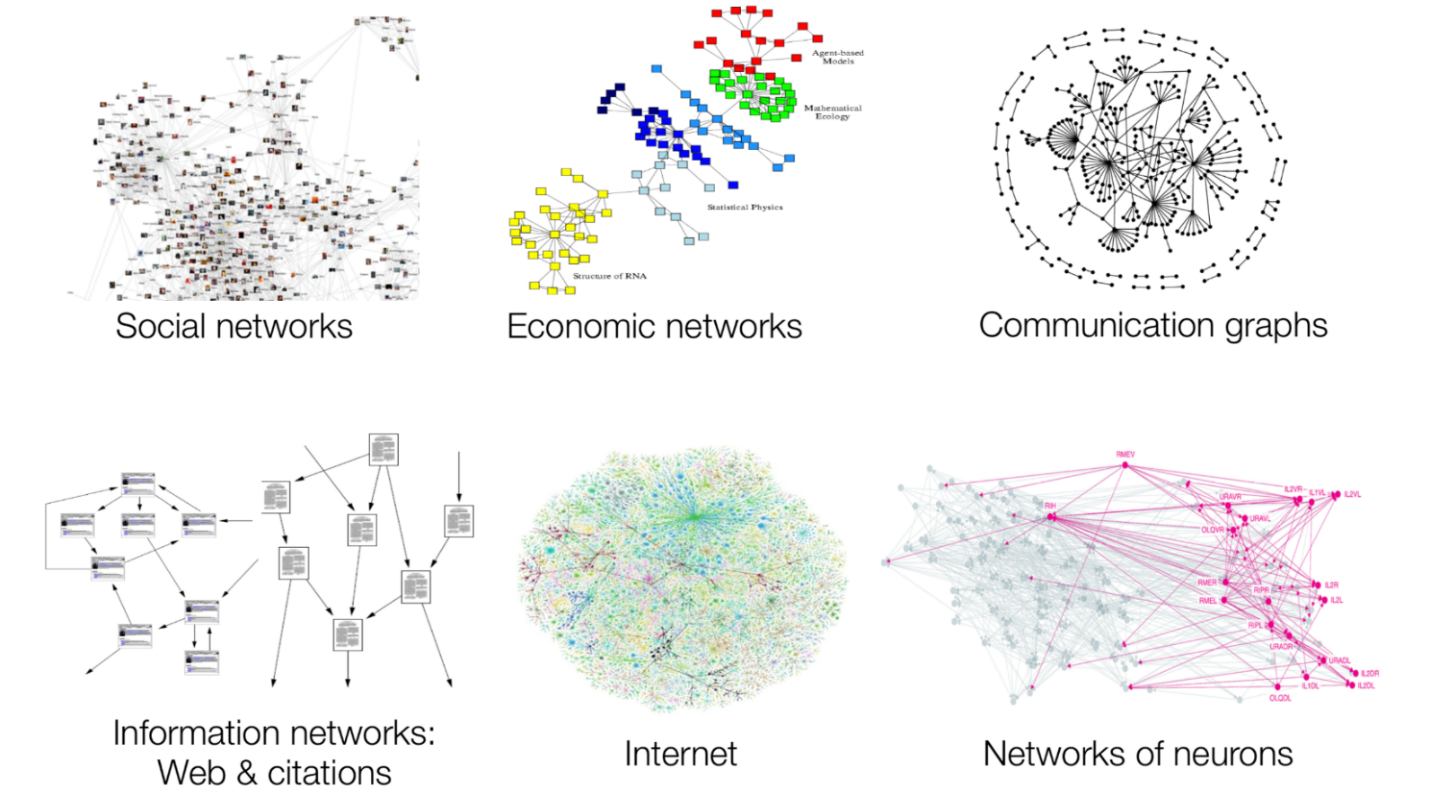 Agent-based
Models
Mathematical
Ecology
Statistical Physics
Structure of RNA
Social networks
Economic networks
Communication graphs
RMEV
IL2VR
IL1VL
IL2VL
URAVR
RIH
URAVL
OLQVR
RMER
RIPR
IL2R
RMEL
IL2L
RIPL
URADR
URADL
IL2DR
IL1DL
IL2DL
OLQDL
Information networks:
Web & citations
Internet
Networks of neurons